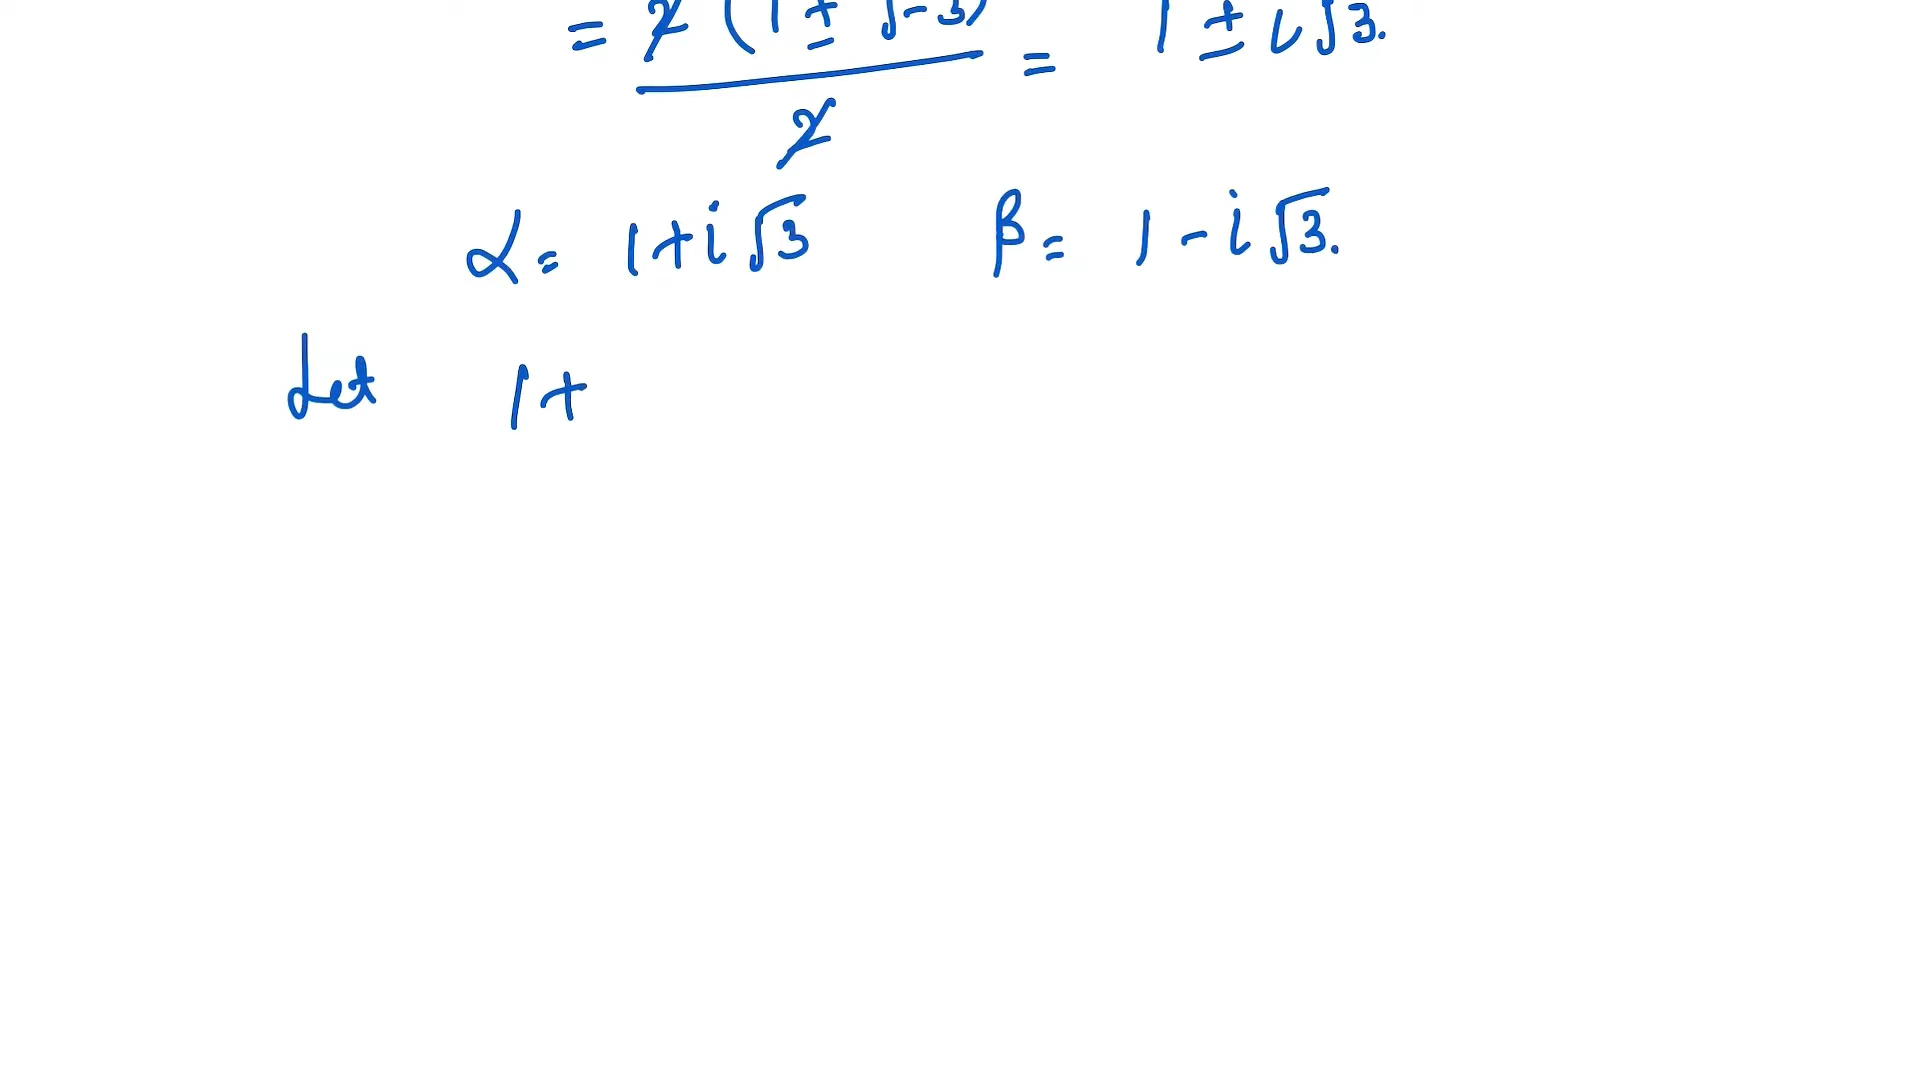 = 2 (1 ± √-3) / 2 = 1 ± i√3.
α = 1+i√3 β = 1-i√3.
Let 1+